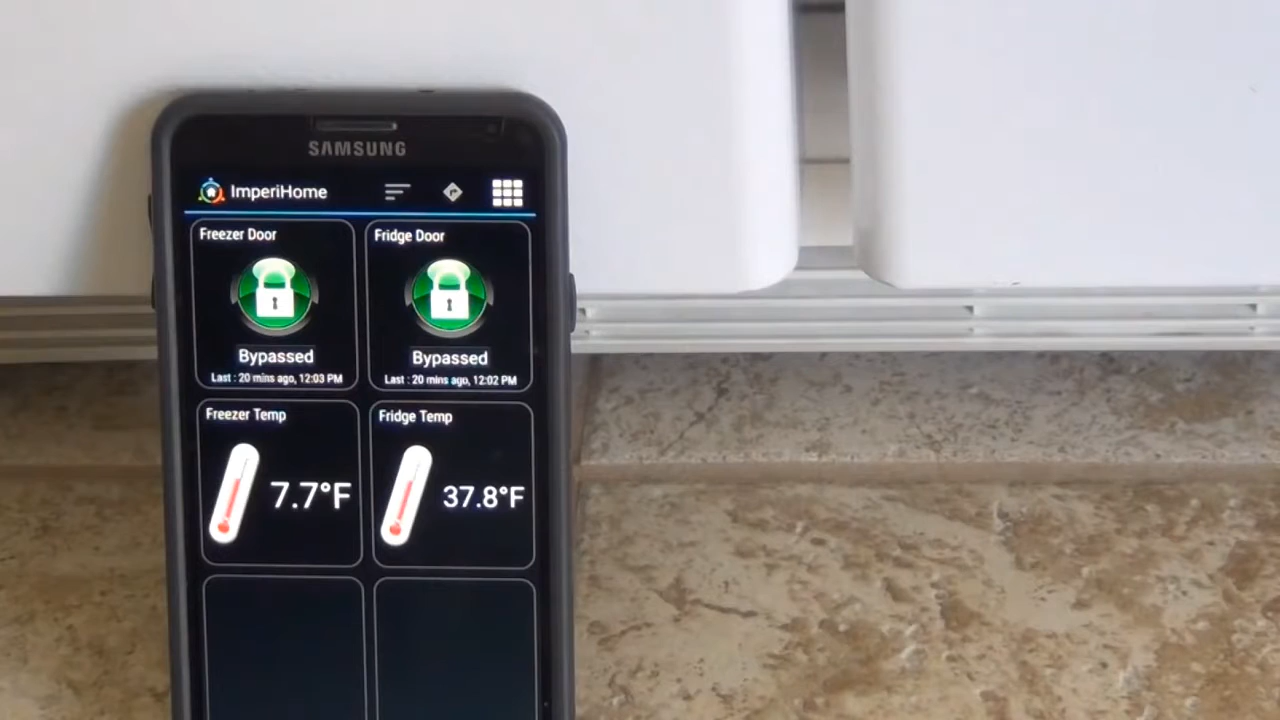 SAMSUNG
ImperiHome
Freezer Door
Fridge Door
Bypassed
Bypassed
Last : 20 mins ago, 12:03 PM
Last : 20 mins ago, 12:02 PM
Freezer Temp
Fridge Temp
7.7°F
37.8°F